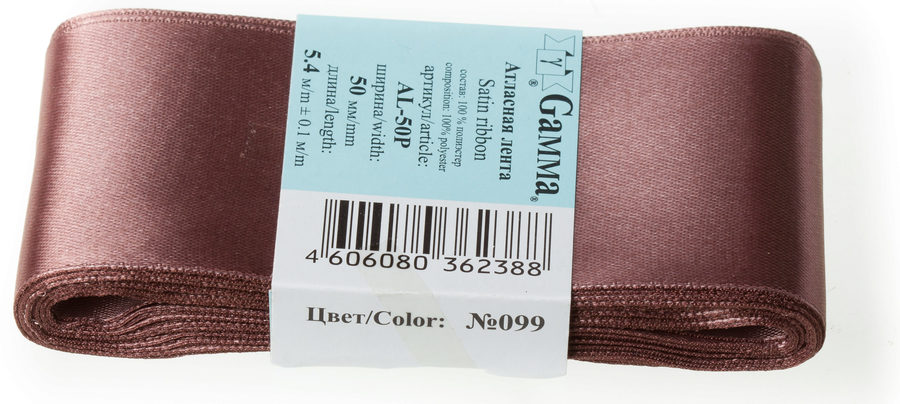 γ®
GAMMA®
Атласная лента
Satin ribbon
состав: 100 % полиэстер
composition: 100% polyester
артикул/article:
AL-50P
ширина/width:
50 мм/mm
длина/length:
5.4 м/m ± 0.1 м/m
4 606080 362388
Цвет/Color: №099